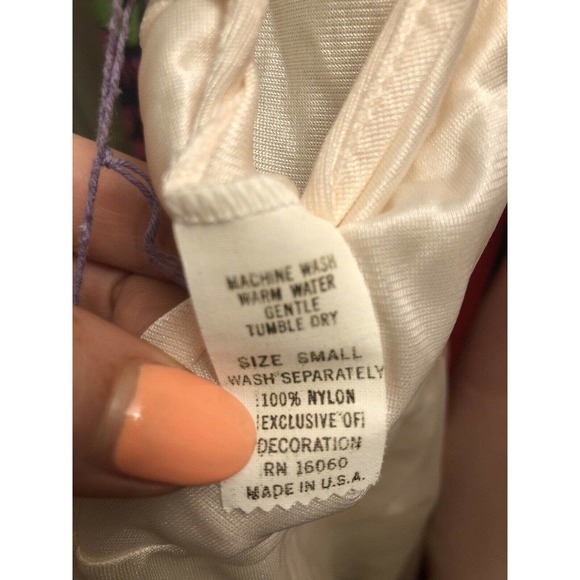 MACHINE WASH
WARM WATER
GENTLE
TUMBLE DRY
SIZE SMALL
WASH SEPARATELY
100% NYLON
EXCLUSIVE OF
DECORATION
RN 16060
MADE IN U.S.A.